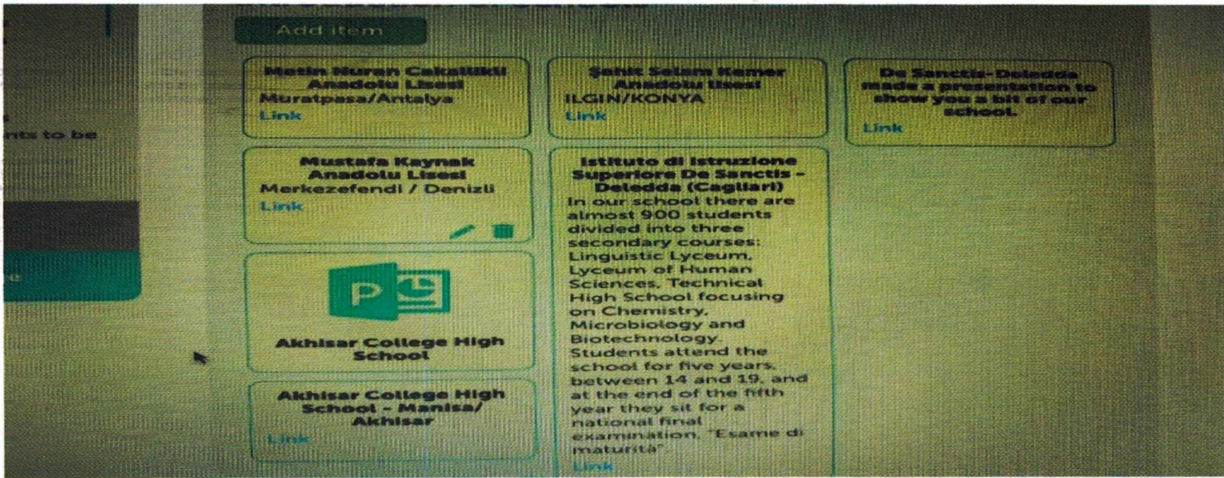 Add item
Metin Nuran Cakallikli
Anadolu Lisesi
Muratpasa/Antalya
Link
Mustafa Kaynak
Anadolu Lisesi
Merkezefendi / Denizli
Link
Akhisar College High
School
Akhisar College High
School - Manisa/
Akhisar
Link
Şehit Selam Kemer
Anadolu lisesi
ILGIN/KONYA
Link
Istituto di Istruzione
Superiore De Sanctis -
Deledda (Cagliari)
In our school there are
almost 900 students
divided into three
secondary courses:
Linguistic Lyceum,
Lyceum of Human
Sciences, Technical
High School focusing
on Chemistry,
Microbiology and
Biotechnology.
Students attend the
school for five years,
between 14 and 19, and
at the end of the fifth
year they sit for a
national final
examination, "Esame di
maturità".
Link
De Sanctis-Deledda
made a presentation to
show you a bit of our
school.
Link
nts to be
P